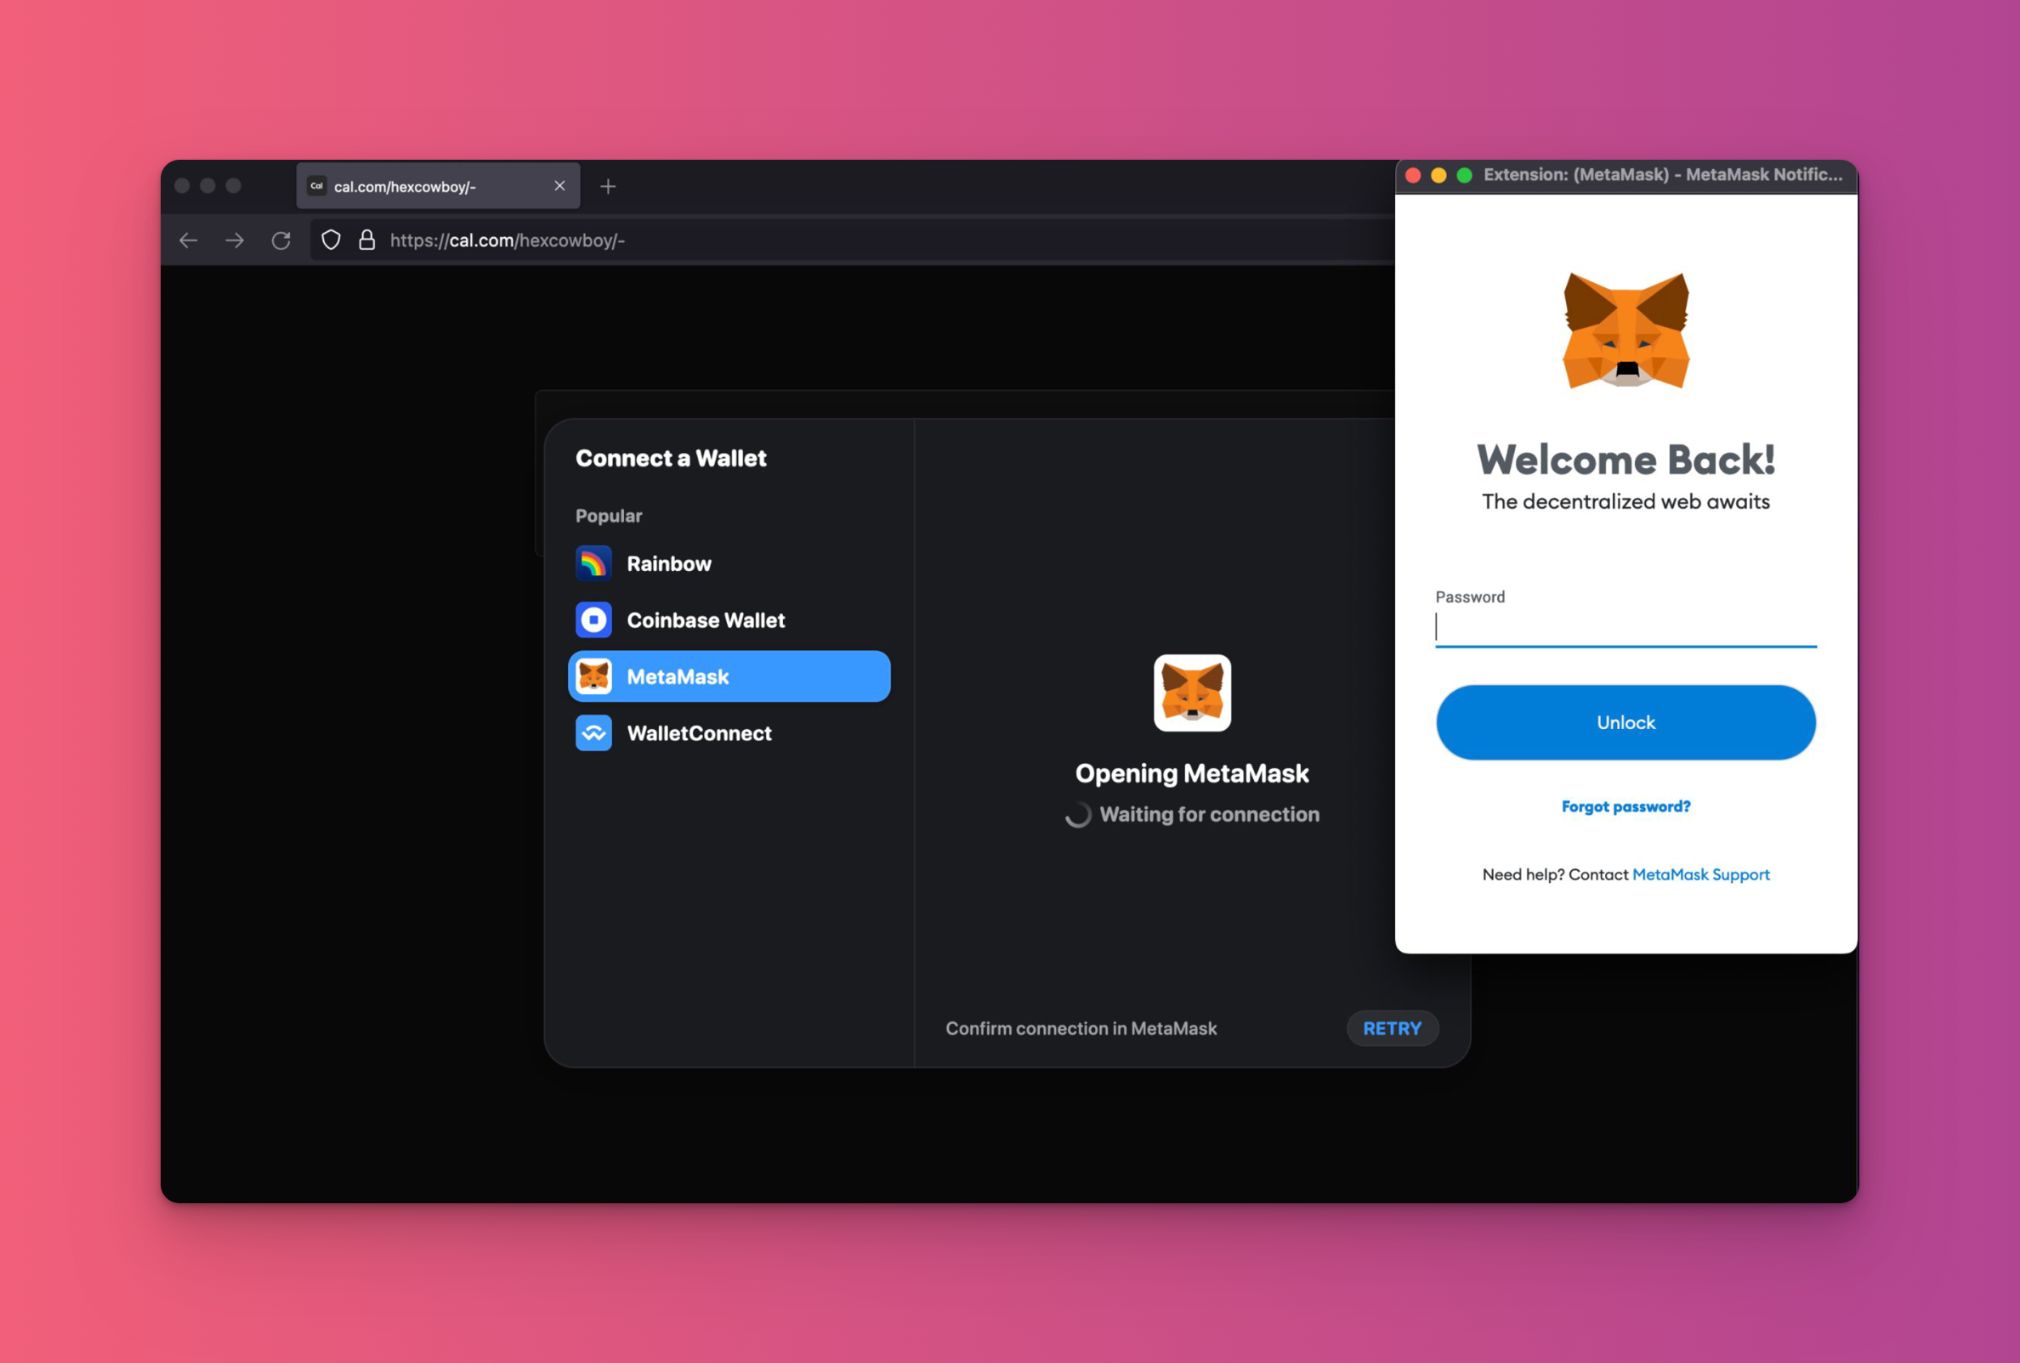 Cal
cal.com/hexcowboy/-
https://cal.com/hexcowboy/-
Connect a Wallet
Popular
Rainbow
Coinbase Wallet
MetaMask
WalletConnect
Opening MetaMask
Waiting for connection
Confirm connection in MetaMask
RETRY
Extension: (MetaMask) - MetaMask Notific...
Welcome Back!
The decentralized web awaits
Password
Unlock
Forgot password?
Need help? Contact MetaMask Support